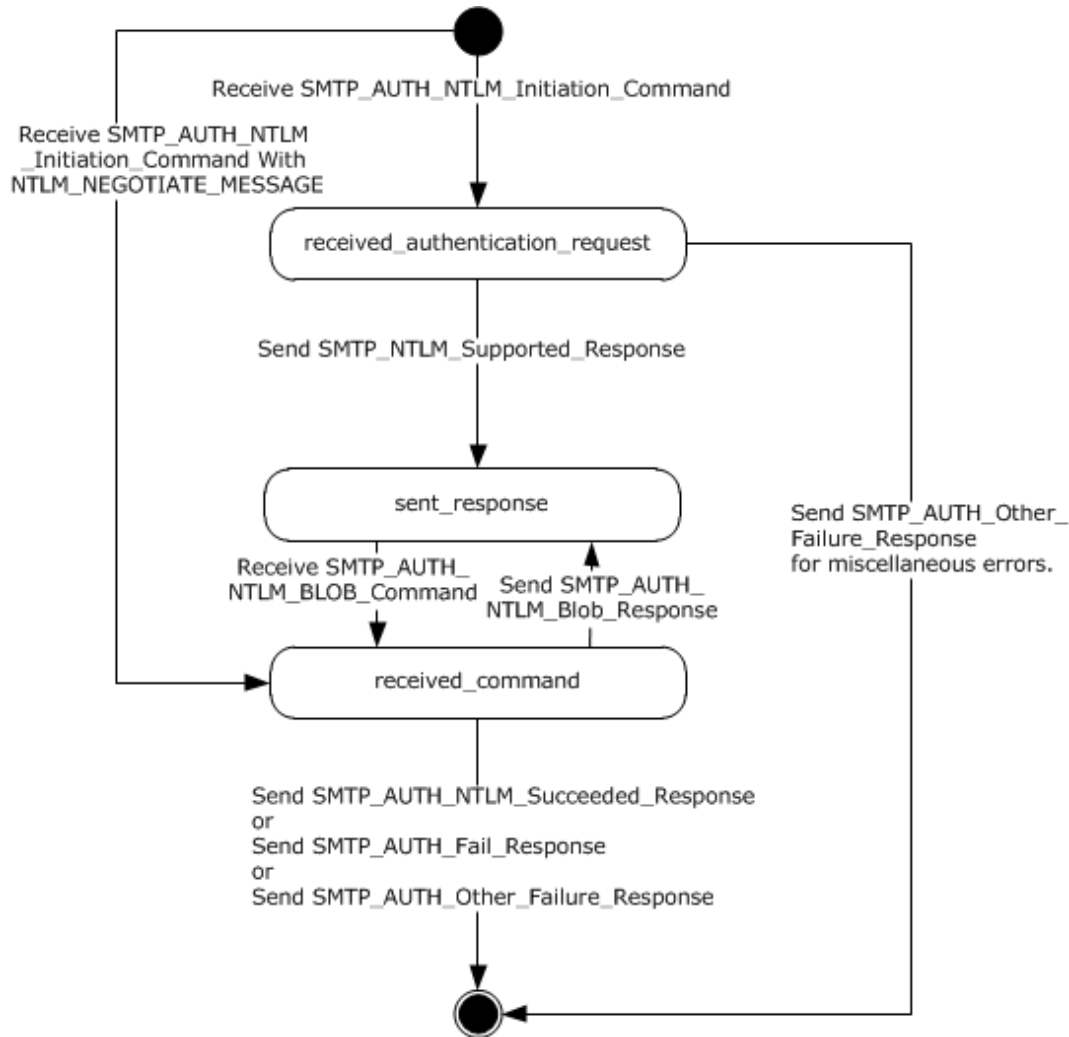 Receive SMTP_AUTH_NTLM_Initiation_Command
Receive SMTP_AUTH_NTLM
_Initiation_Command With
NTLM_NEGOTIATE_MESSAGE
received_authentication_request
Send SMTP_NTLM_Supported_Response
sent_response
Send SMTP_AUTH_Other_
Failure_Response
for miscellaneous errors.
Receive SMTP_AUTH_
NTLM_BLOB_Command
Send SMTP_AUTH_
NTLM_Blob_Response
received_command
Send SMTP_AUTH_NTLM_Succeeded_Response
or
Send SMTP_AUTH_Fail_Response
or
Send SMTP_AUTH_Other_Failure_Response